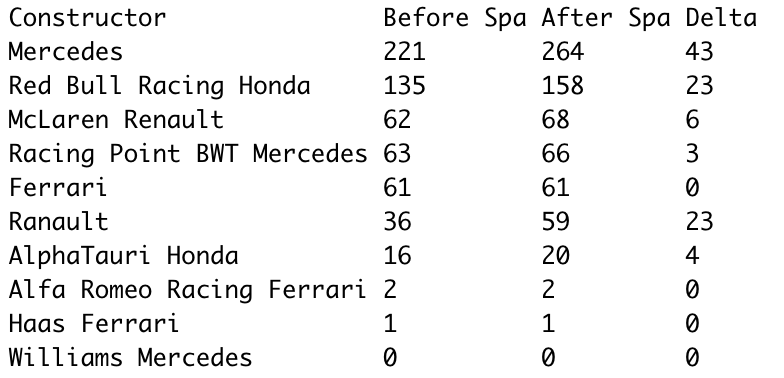 Constructor Before Spa After Spa Delta
Mercedes 221 264 43
Red Bull Racing Honda 135 158 23
McLaren Renault 62 68 6
Racing Point BWT Mercedes 63 66 3
Ferrari 61 61 0
Ranault 36 59 23
AlphaTauri Honda 16 20 4
Alfa Romeo Racing Ferrari 2 2 0
Haas Ferrari 1 1 0
Williams Mercedes 0 0 0